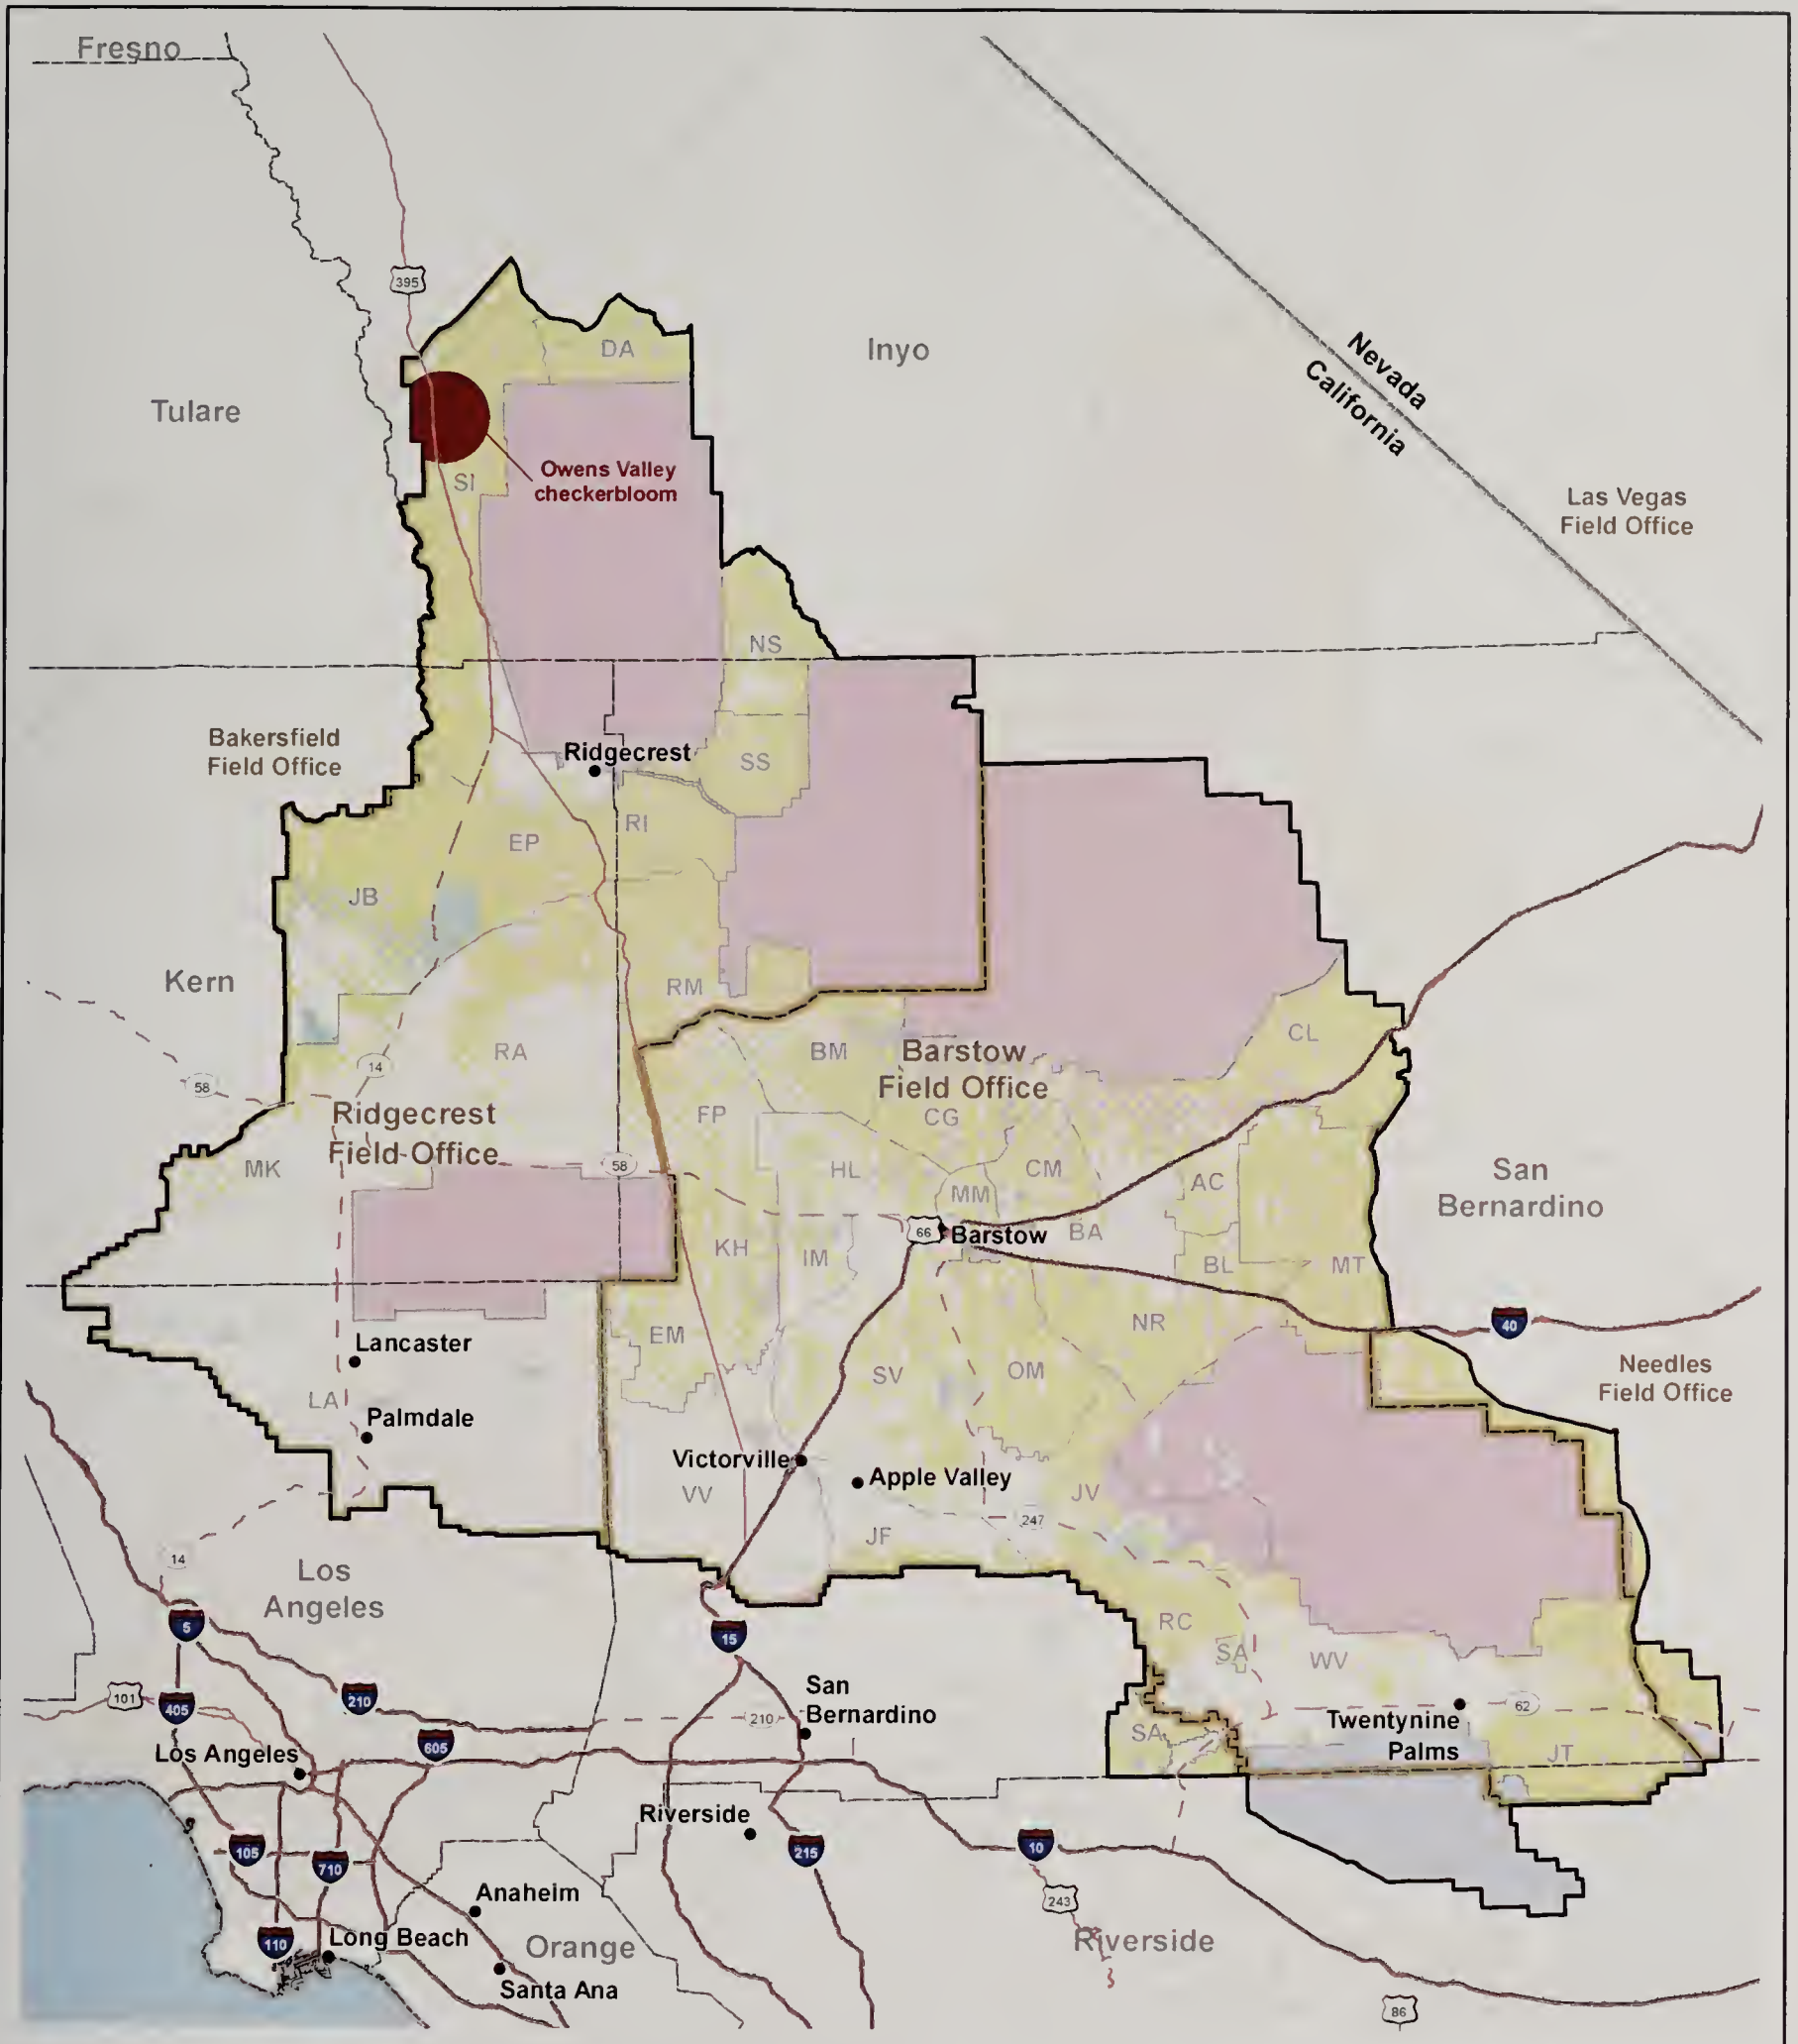 Fresno
395
DA
Inyo
Nevada
California
Tulare
Owens Valley
checkerbloom
SI
Las Vegas
Field Office
NS
Bakersfield
Field Office
Ridgecrest
SS
RI
EP
JB
Kern
RM
CL
RA
BM
Barstow
Field Office
14
58
Ridgecrest
Field Office
FP
CG
MK
58
HL
CM
MM
AC
San
Bernardino
66
Barstow
BA
KH
IM
BL
MT
40
EM
NR
Lancaster
SV
OM
Needles
Field Office
LA
Palmdale
Victorville
Apple Valley
VV
JV
JF
247
14
Los
Angeles
5
15
RC
SA
WV
101
405
210
210
San
Bernardino
62
Twentynine
Palms
SA
JT
605
Los Angeles
Riverside
105
710
215
10
Anaheim
243
110
Long Beach
Orange
Riverside
Santa Ana
86